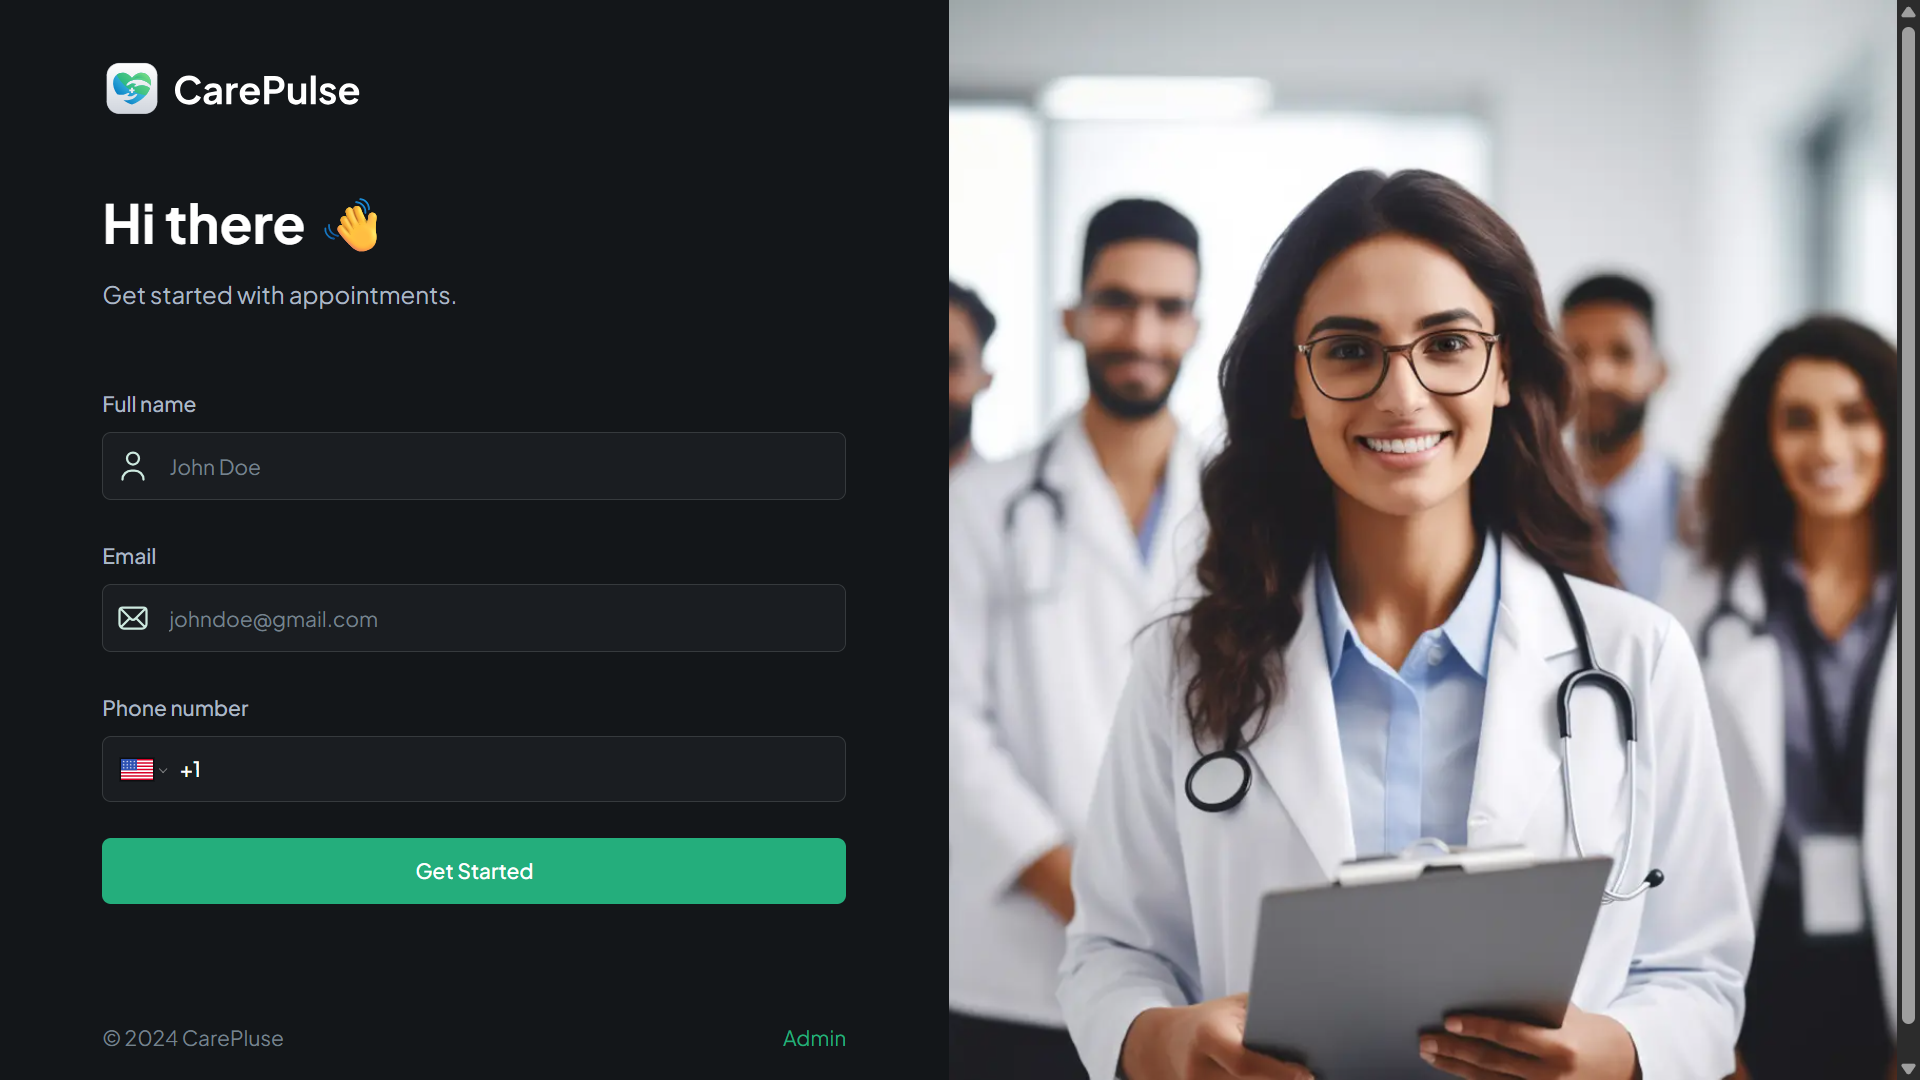 CarePulse
Hi there 👋
Get started with appointments.
Full name
John Doe
Email
johndoe@gmail.com
Phone number
+1
Get Started
© 2024 CarePluse
Admin